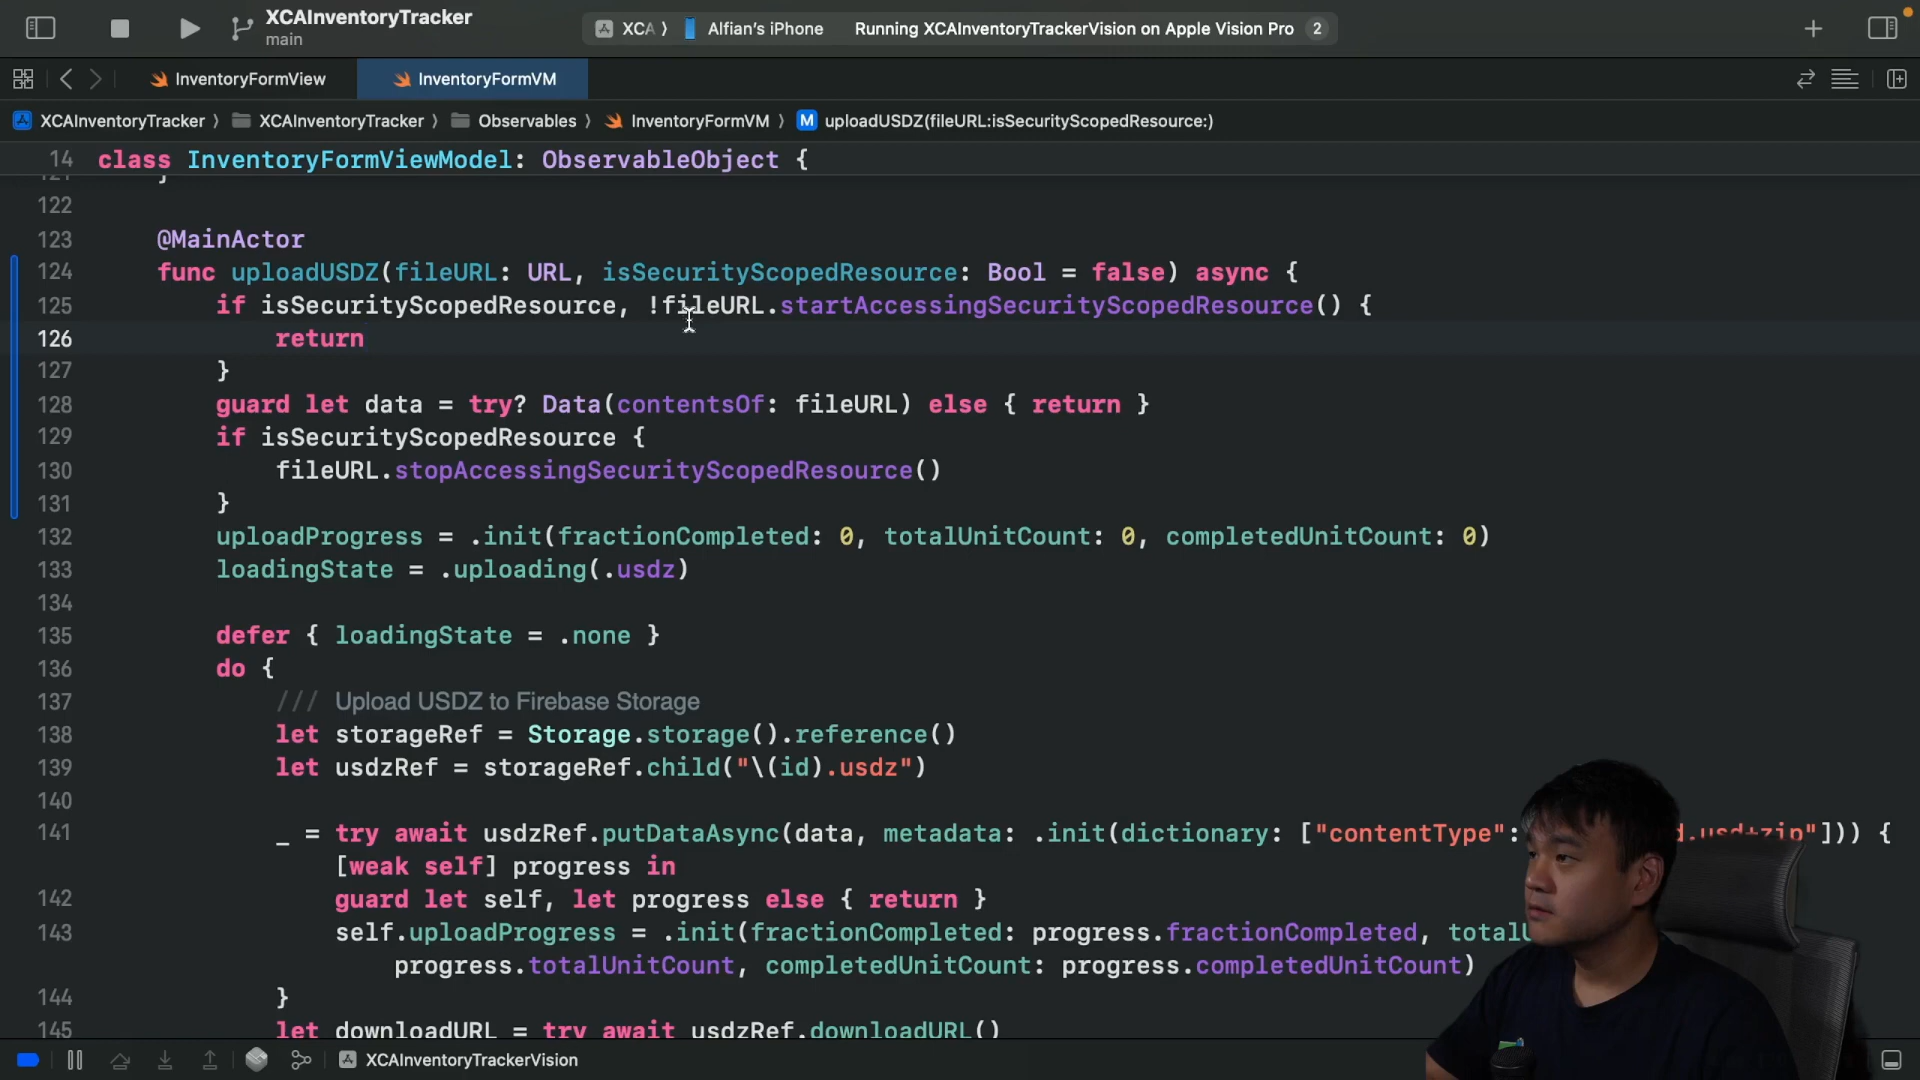 XCAInventoryTracker
main
XCA
Alfian's iPhone
Running XCAInventoryTrackerVision on Apple Vision Pro
2
InventoryFormView
InventoryFormVM
XCAInventoryTracker
XCAInventoryTracker
Observables
InventoryFormVM
M
uploadUSDZ(fileURL:isSecurityScopedResource:)
14 class InventoryFormViewModel: ObservableObject {
122
123 @MainActor
124 func uploadUSDZ(fileURL: URL, isSecurityScopedResource: Bool = false) async {
125 if isSecurityScopedResource, !fileURL.startAccessingSecurityScopedResource() {
126 return
127 }
128 guard let data = try? Data(contentsOf: fileURL) else { return }
129 if isSecurityScopedResource {
130 fileURL.stopAccessingSecurityScopedResource()
131 }
132 uploadProgress = .init(fractionCompleted: 0, totalUnitCount: 0, completedUnitCount: 0)
133 loadingState = .uploading(.usdz)
134
135 defer { loadingState = .none }
136 do {
137 /// Upload USDZ to Firebase Storage
138 let storageRef = Storage.storage().reference()
139 let usdzRef = storageRef.child("\(id).usdz")
140
141 _ = try await usdzRef.putDataAsync(data, metadata: .init(dictionary: ["contentType": d.usd+zip"])) {
[weak self] progress in
142 guard let self, let progress else { return }
143 self.uploadProgress = .init(fractionCompleted: progress.fractionCompleted,
progress.totalUnitCount, completedUnitCount: progress.completedUnitCount)
144 }
145 let downloadURL = try await usdzRef.downloadURL()
XCAInventoryTrackerVision